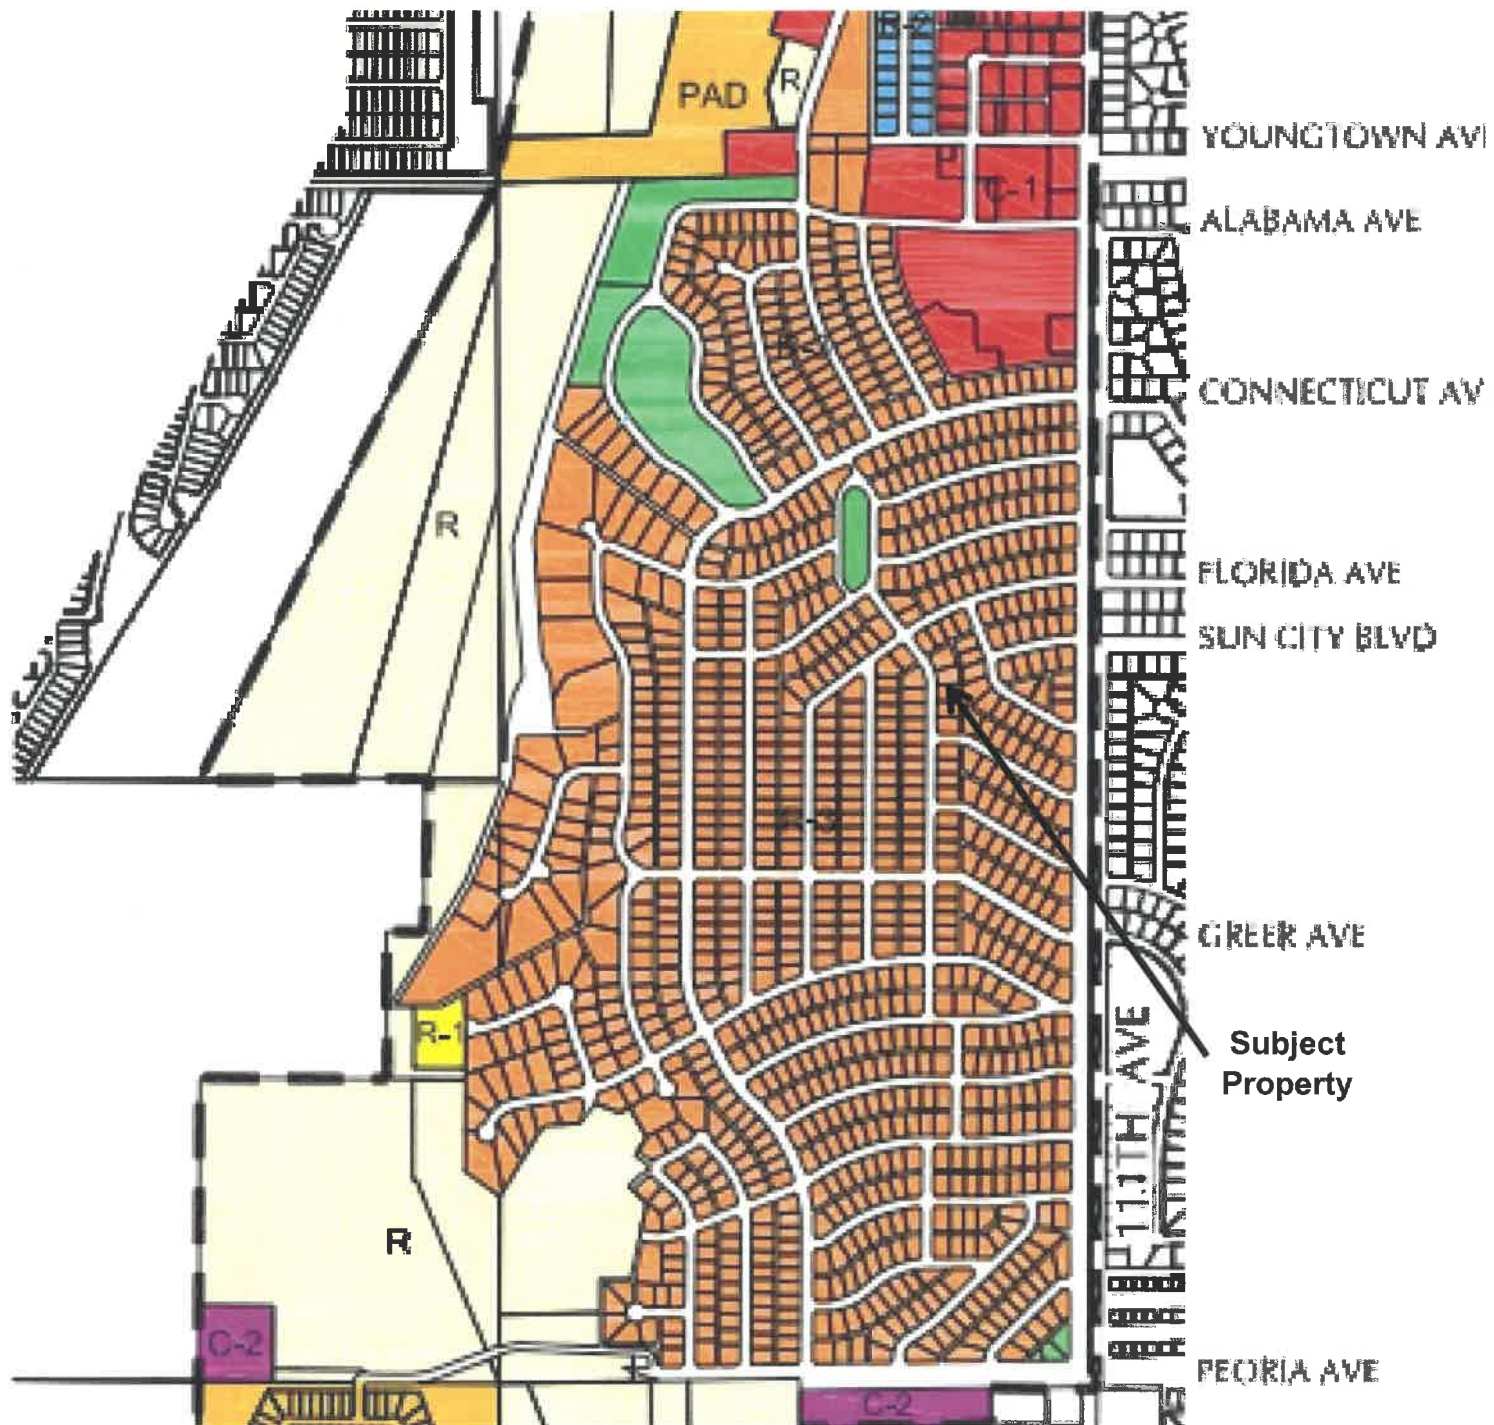 R-2
PAD
R
YOUNGTOWN AVE
C-1
ALABAMA AVE
CONNECTICUT AV
R
FLORIDA AVE
SUN CITY BLVD
R-3
GREER AVE
R-1
111TH AVE
Subject
Property
R
C-2
PEORIA AVE
C-2